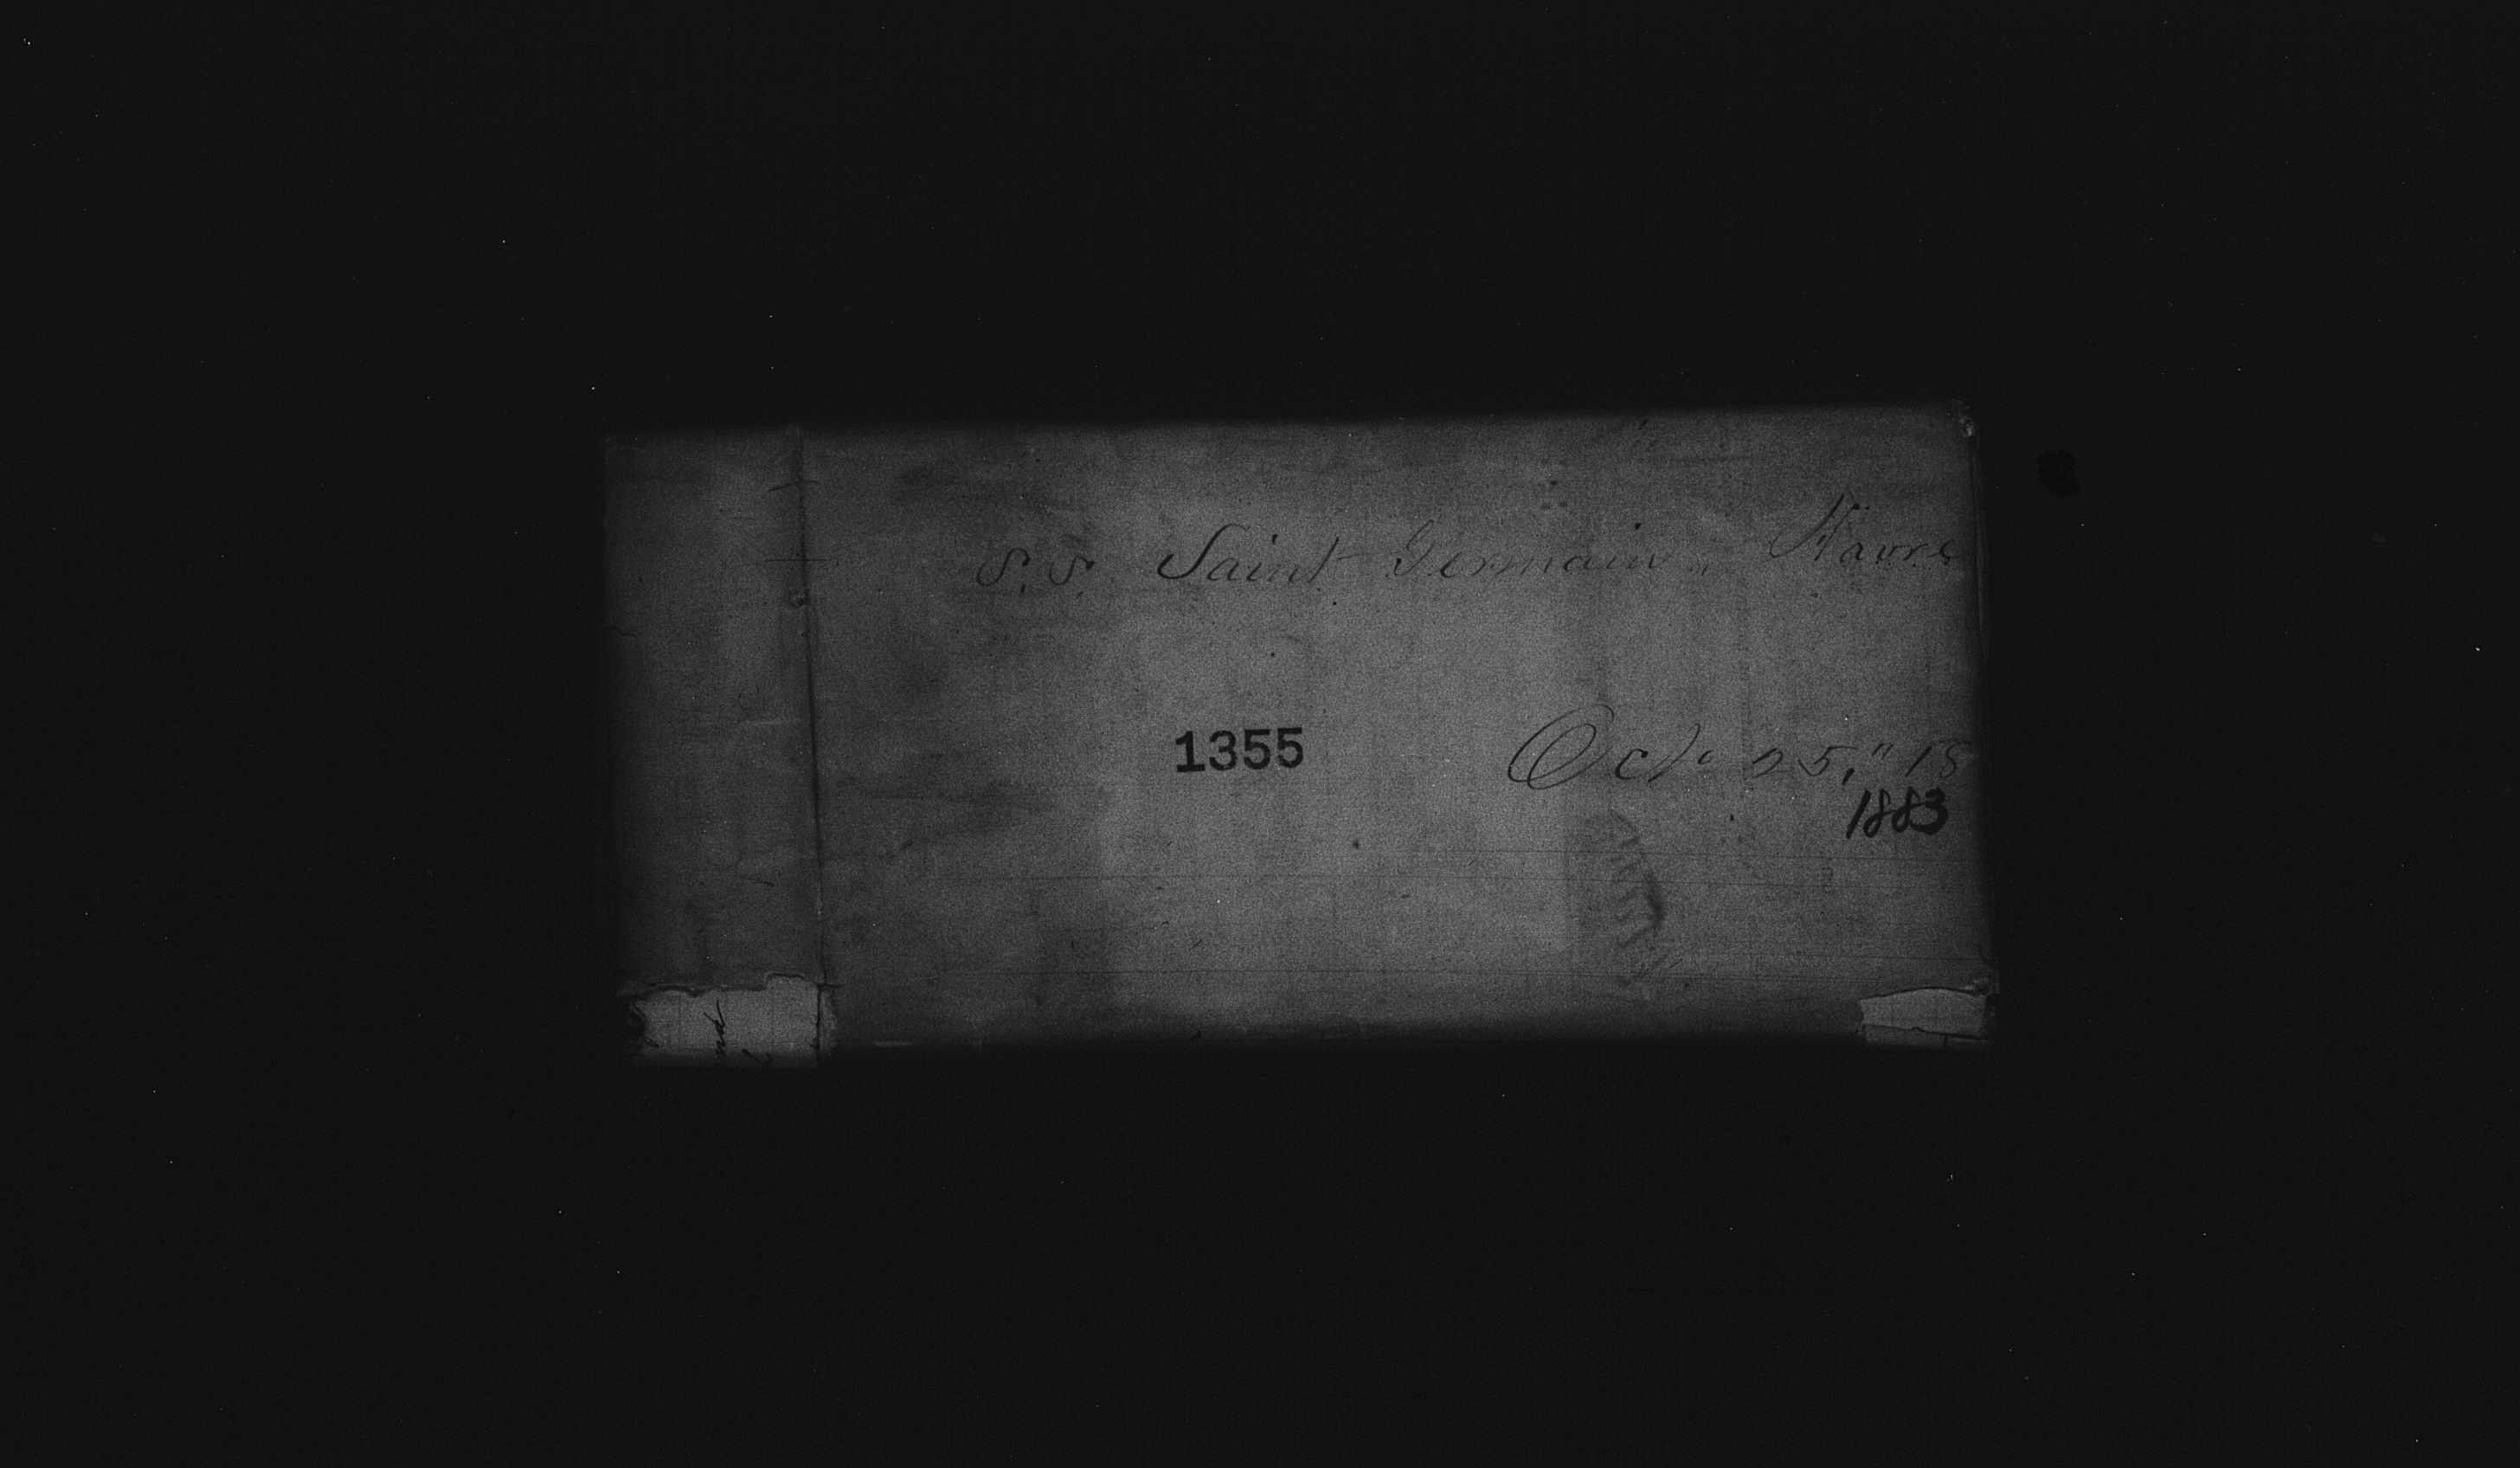 S.S. Saint Germain. Havre
1355 Oct. 25," 18
1883